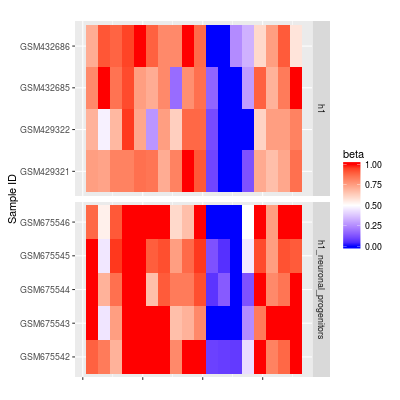 GSM432686
GSM432685
GSM429322
GSM429321
h1
GSM675546
GSM675545
GSM675544
GSM675543
GSM675542
h1_neuronal_progenitors
Sample ID
beta
1.00
0.75
0.50
0.25
0.00